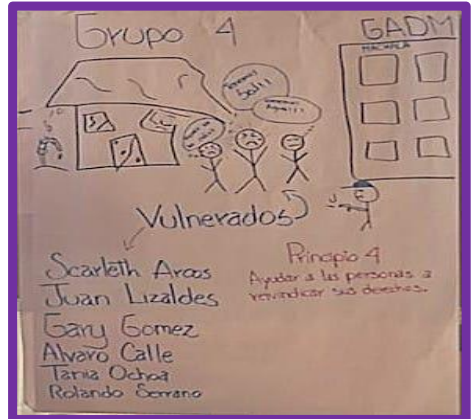 Grupo 4
GADM
MACHALA
Vulnerados
Scarleth Arcos
Juan Lizaldes
Gary Gomez
Alvaro Calle
Tania Ochoa
Rolando Serrano
Principio 4
Ayudar a las personas a
reivindicar sus derechos.